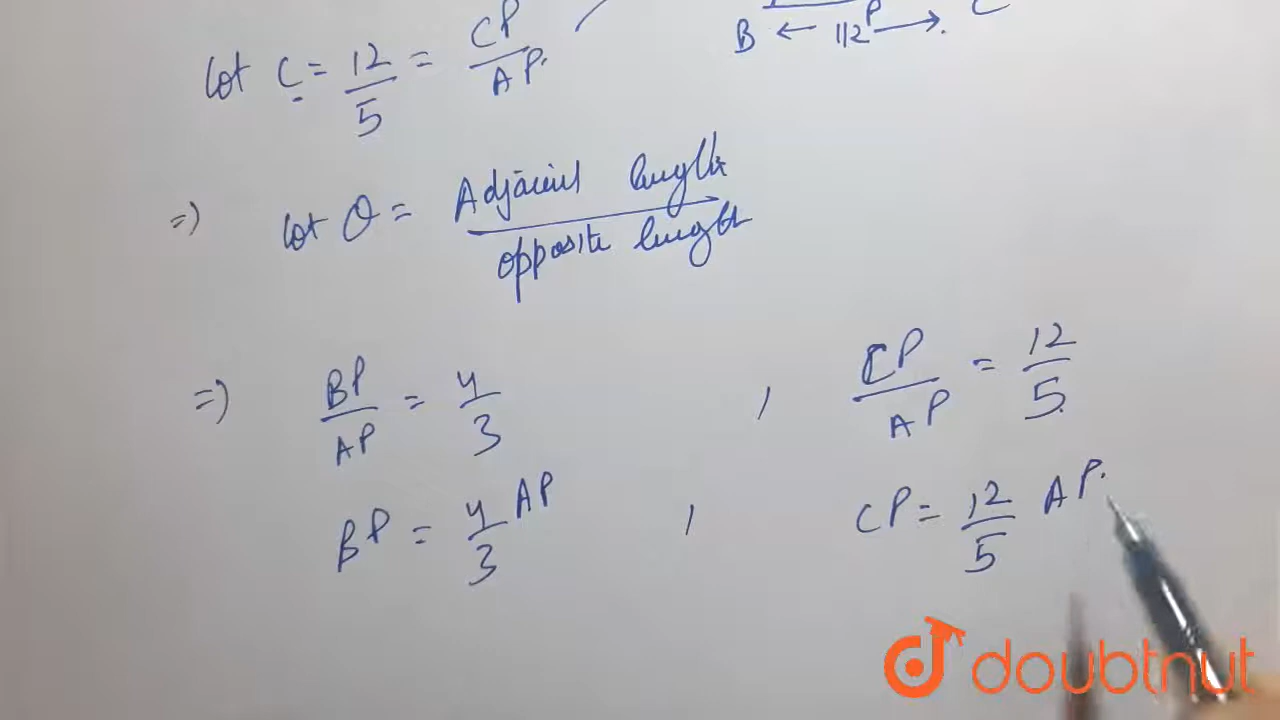 B ← 112 P → C
Cot C = 12/5 = CP/AP.
=) Cot θ = Adjacent length / opposite length
=) BP/AP = 4/3 , CP/AP = 12/5
BP = 4/3 AP , CP = 12/5 AP.
doubtnut